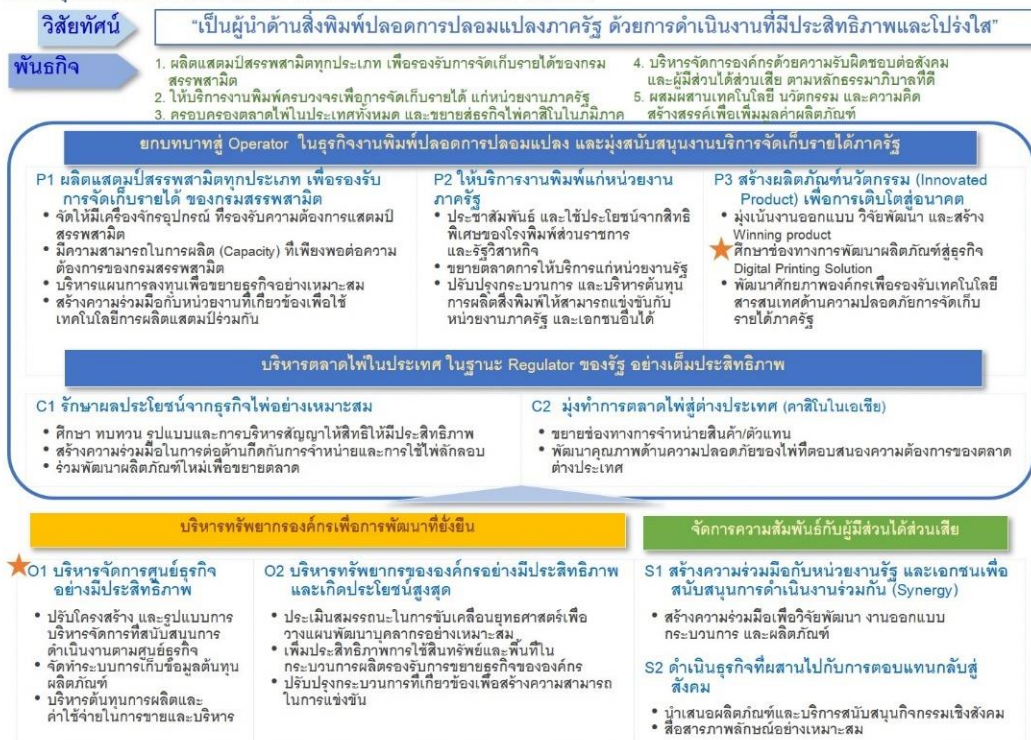 วิสัยทัศน์
“เป็นผู้นำด้านสิ่งพิมพ์ปลอดการปลอมแปลงภาครัฐ ด้วยการดำเนินงานที่มีประสิทธิภาพและโปร่งใส”
พันธกิจ
1. ผลิตแสตมป์สรรพสามิตทุกประเภท เพื่อรองรับการจัดเก็บรายได้ของกรม
สรรพสามิต
2. ให้บริการงานพิมพ์ครบวงจรเพื่อการจัดเก็บรายได้ แก่หน่วยงานภาครัฐ
3. ครอบครองตลาดไพ่ในประเทศทั้งหมด และขยายสู่ธุรกิจไพ่คาสิโนในภูมิภาค
4. บริหารจัดการองค์กรด้วยความรับผิดชอบต่อสังคม
และผู้มีส่วนได้ส่วนเสีย ตามหลักธรรมาภิบาลที่ดี
5. ผสมผสานเทคโนโลยี นวัตกรรม และความคิด
สร้างสรรค์เพื่อเพิ่มมูลค่าผลิตภัณฑ์
ยกบทบาทสู่ Operator ในธุรกิจงานพิมพ์ปลอดการปลอมแปลง และมุ่งสนับสนุนงานบริการจัดเก็บรายได้ภาครัฐ
P1 ผลิตแสตมป์สรรพสามิตทุกประเภท เพื่อรองรับ
การจัดเก็บรายได้ ของกรมสรรพสามิต
• จัดให้มีเครื่องจักรอุปกรณ์ ที่รองรับความต้องการแสตมป์
สรรพสามิต
• มีความสามารถในการผลิต (Capacity) ที่เพียงพอต่อความ
ต้องการของกรมสรรพสามิต
• บริหารแผนการลงทุนเพื่อขยายธุรกิจอย่างเหมาะสม
• สร้างความร่วมมือกับหน่วยงานที่เกี่ยวข้องเพื่อใช้
เทคโนโลยีการผลิตแสตมป์ร่วมกัน
P2 ให้บริการงานพิมพ์แก่หน่วยงาน
ภาครัฐ
• ประชาสัมพันธ์ และใช้ประโยชน์จากสิทธิ
พิเศษของโรงพิมพ์ส่วนราชการ
และรัฐวิสาหกิจ
• ขยายตลาดการให้บริการแก่หน่วยงานรัฐ
• ปรับปรุงกระบวนการ และบริหารต้นทุน
การผลิตสิ่งพิมพ์ให้สามารถแข่งขันกับ
หน่วยงานภาครัฐ และเอกชนอื่นได้
P3 สร้างผลิตภัณฑ์นวัตกรรม (Innovated
Product) เพื่อการเติบโตสู่อนาคต
• มุ่งเน้นงานออกแบบ วิจัยพัฒนา และสร้าง
Winning product
ศึกษาช่องทางการพัฒนาผลิตภัณฑ์สู่ธุรกิจ
Digital Printing Solution
• พัฒนาศักยภาพองค์กรเพื่อรองรับเทคโนโลยี
สารสนเทศด้านความปลอดภัยการจัดเก็บ
รายได้ภาครัฐ
บริหารตลาดไพ่ในประเทศ ในฐานะ Regulator ของรัฐ อย่างเต็มประสิทธิภาพ
C1 รักษาผลประโยชน์จากธุรกิจไพ่อย่างเหมาะสม
• ศึกษา ทบทวน รูปแบบและการบริหารสัญญาให้สิทธิให้มีประสิทธิภาพ
• สร้างความร่วมมือในการต่อต้านกีดกันการจำหน่ายและการใช้ไพ่ลักลอบ
• ร่วมพัฒนาผลิตภัณฑ์ใหม่เพื่อขยายตลาด
C2 มุ่งทำการตลาดไพ่สู่ต่างประเทศ (คาสิโนในเอเชีย)
• ขยายช่องทางการจำหน่ายสินค้า/ตัวแทน
• พัฒนาคุณภาพด้านความปลอดภัยของไพ่ที่ตอบสนองความต้องการของตลาด
ต่างประเทศ
บริหารทรัพยากรองค์กรเพื่อการพัฒนาที่ยั่งยืน
จัดการความสัมพันธ์กับผู้มีส่วนได้ส่วนเสีย
O1 บริหารจัดการศูนย์ธุรกิจ
อย่างมีประสิทธิภาพ
• ปรับโครงสร้าง และรูปแบบการ
บริหารจัดการที่สนับสนุนการ
ดำเนินงานตามศูนย์ธุรกิจ
• จัดทำระบบการเก็บข้อมูลต้นทุน
ผลิตภัณฑ์
• บริหารต้นทุนการผลิตและ
ค่าใช้จ่ายในการขายและบริหาร
O2 บริหารทรัพยากรขององค์กรอย่างมีประสิทธิภาพ
และเกิดประโยชน์สูงสุด
• ประเมินสมรรถนะในการขับเคลื่อนยุทธศาสตร์เพื่อ
วางแผนพัฒนาบุคลากรอย่างเหมาะสม
• เพิ่มประสิทธิภาพการใช้สินทรัพย์และพื้นที่ใน
กระบวนการผลิตรองรับการขยายธุรกิจขององค์กร
• ปรับปรุงกระบวนการที่เกี่ยวข้องเพื่อสร้างความสามารถ
ในการแข่งขัน
S1 สร้างความร่วมมือกับหน่วยงานรัฐ และเอกชนเพื่อ
สนับสนุนการดำเนินงานร่วมกัน (Synergy)
• สร้างความร่วมมือเพื่อวิจัยพัฒนา งานออกแบบ
กระบวนการ และผลิตภัณฑ์
S2 ดำเนินธุรกิจที่ผสานไปกับการตอบแทนกลับสู่
สังคม
• นำเสนอผลิตภัณฑ์และบริการสนับสนุนกิจกรรมเชิงสังคม
• สื่อสารภาพลักษณ์อย่างเหมาะสม